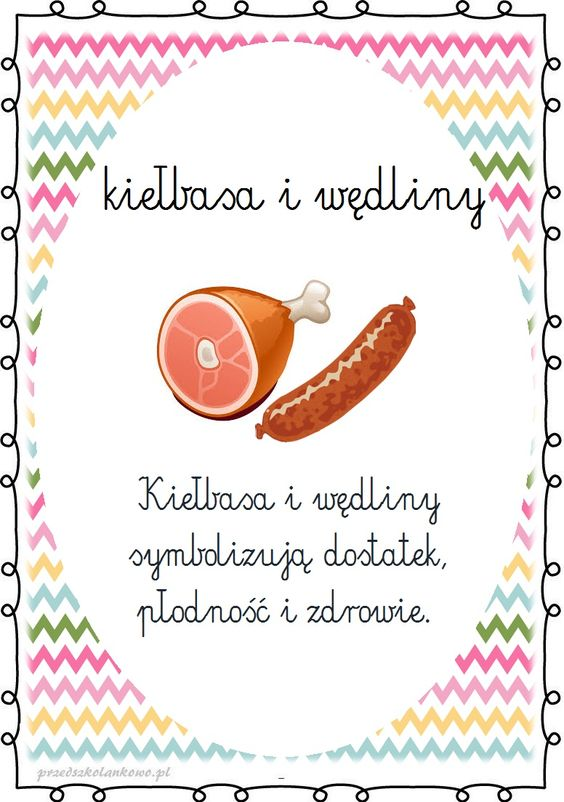 kiełbasa i wędliny
Kiełbasa i wędliny
symbolizują dostatek,
płodność i zdrowie.
przedszkolankowo.pl